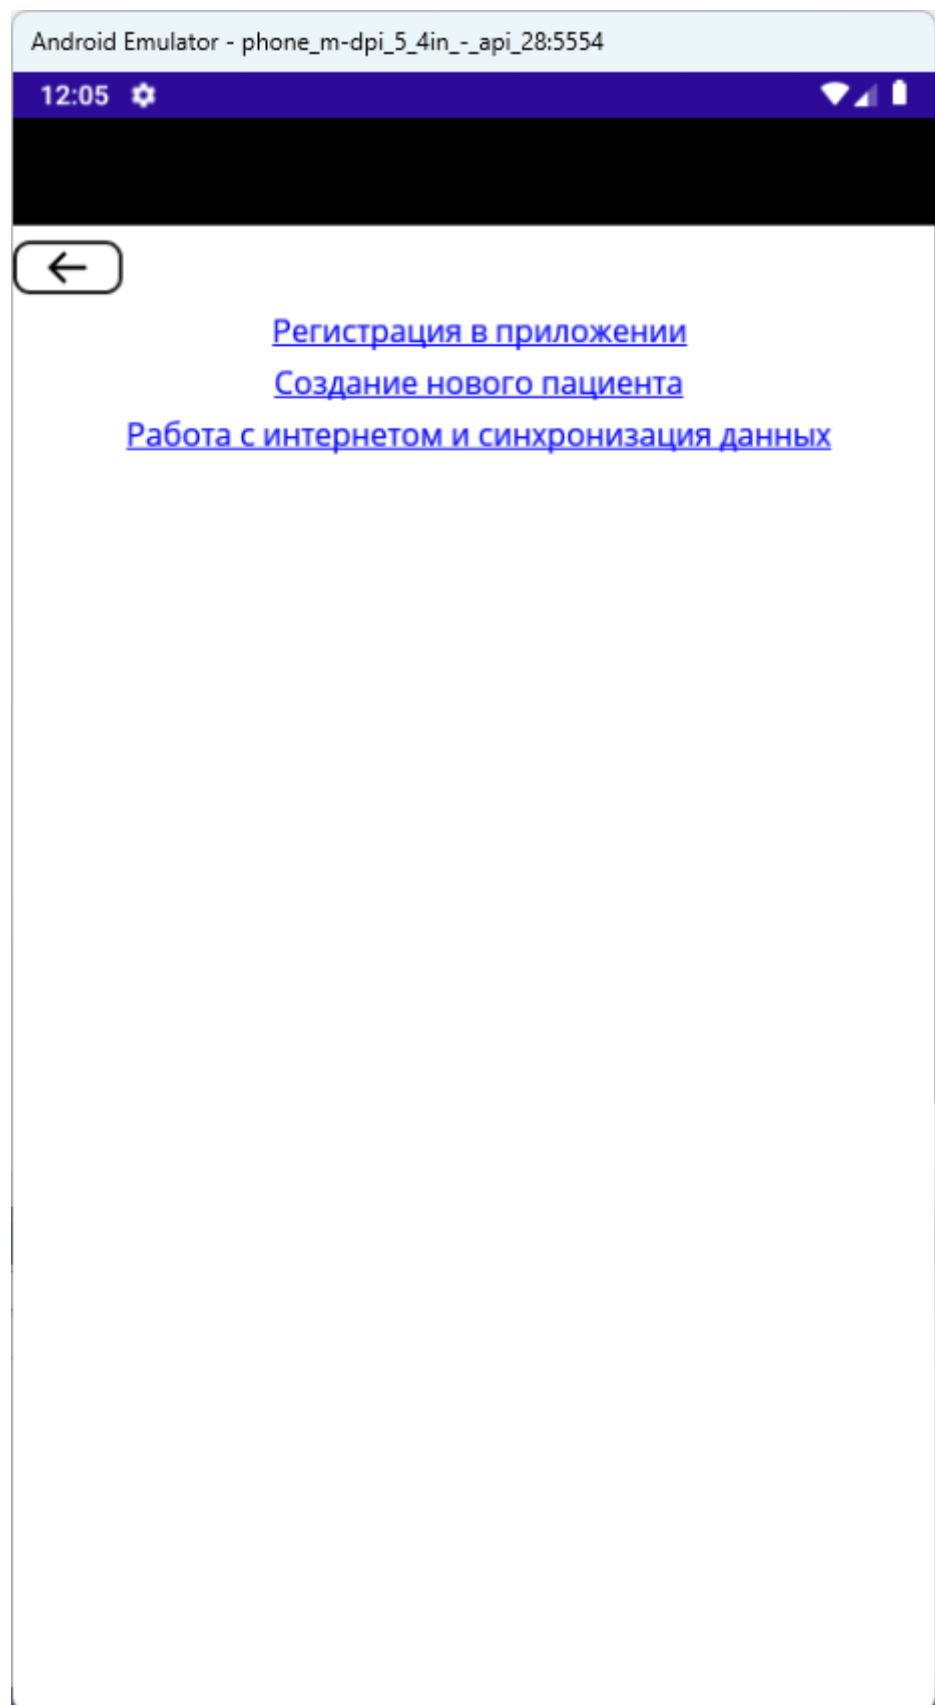 Android Emulator - phone_m-dpi_5_4in_-_api_28:5554
12:05
Регистрация в приложении
Создание нового пациента
Работа с интернетом и синхронизация данных